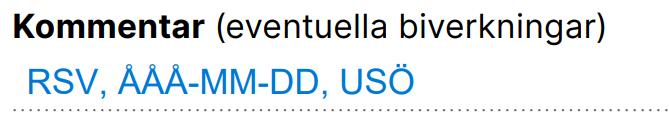 Kommentar (eventuella biverkningar)
RSV, ÅÅÅ-MM-DD, USÖ